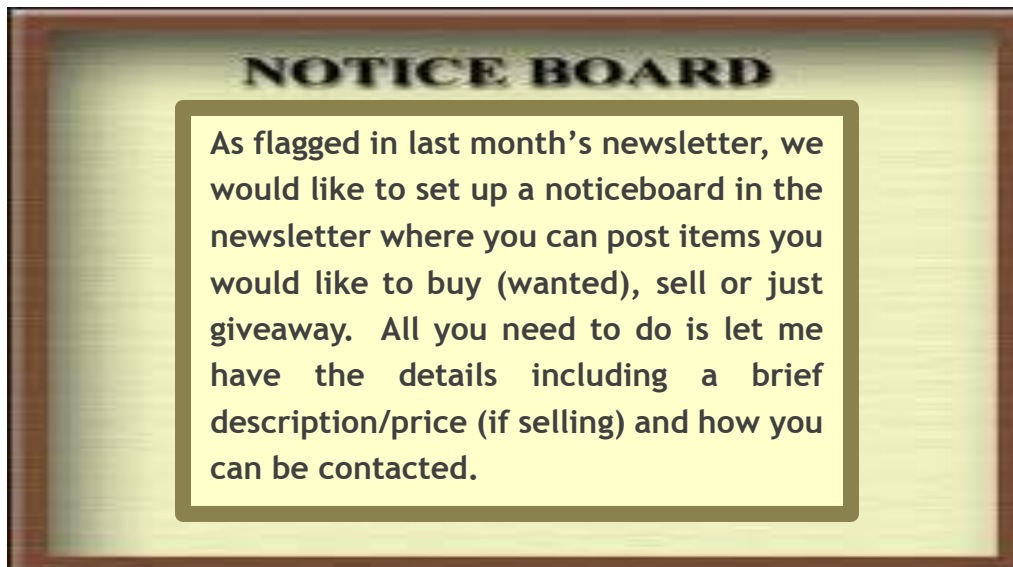 NOTICE BOARD
As flagged in last month’s newsletter, we
would like to set up a noticeboard in the
newsletter where you can post items you
would like to buy (wanted), sell or just
giveaway.  All you need to do is let me
have the details including a brief
description/price (if selling) and how you
can be contacted.